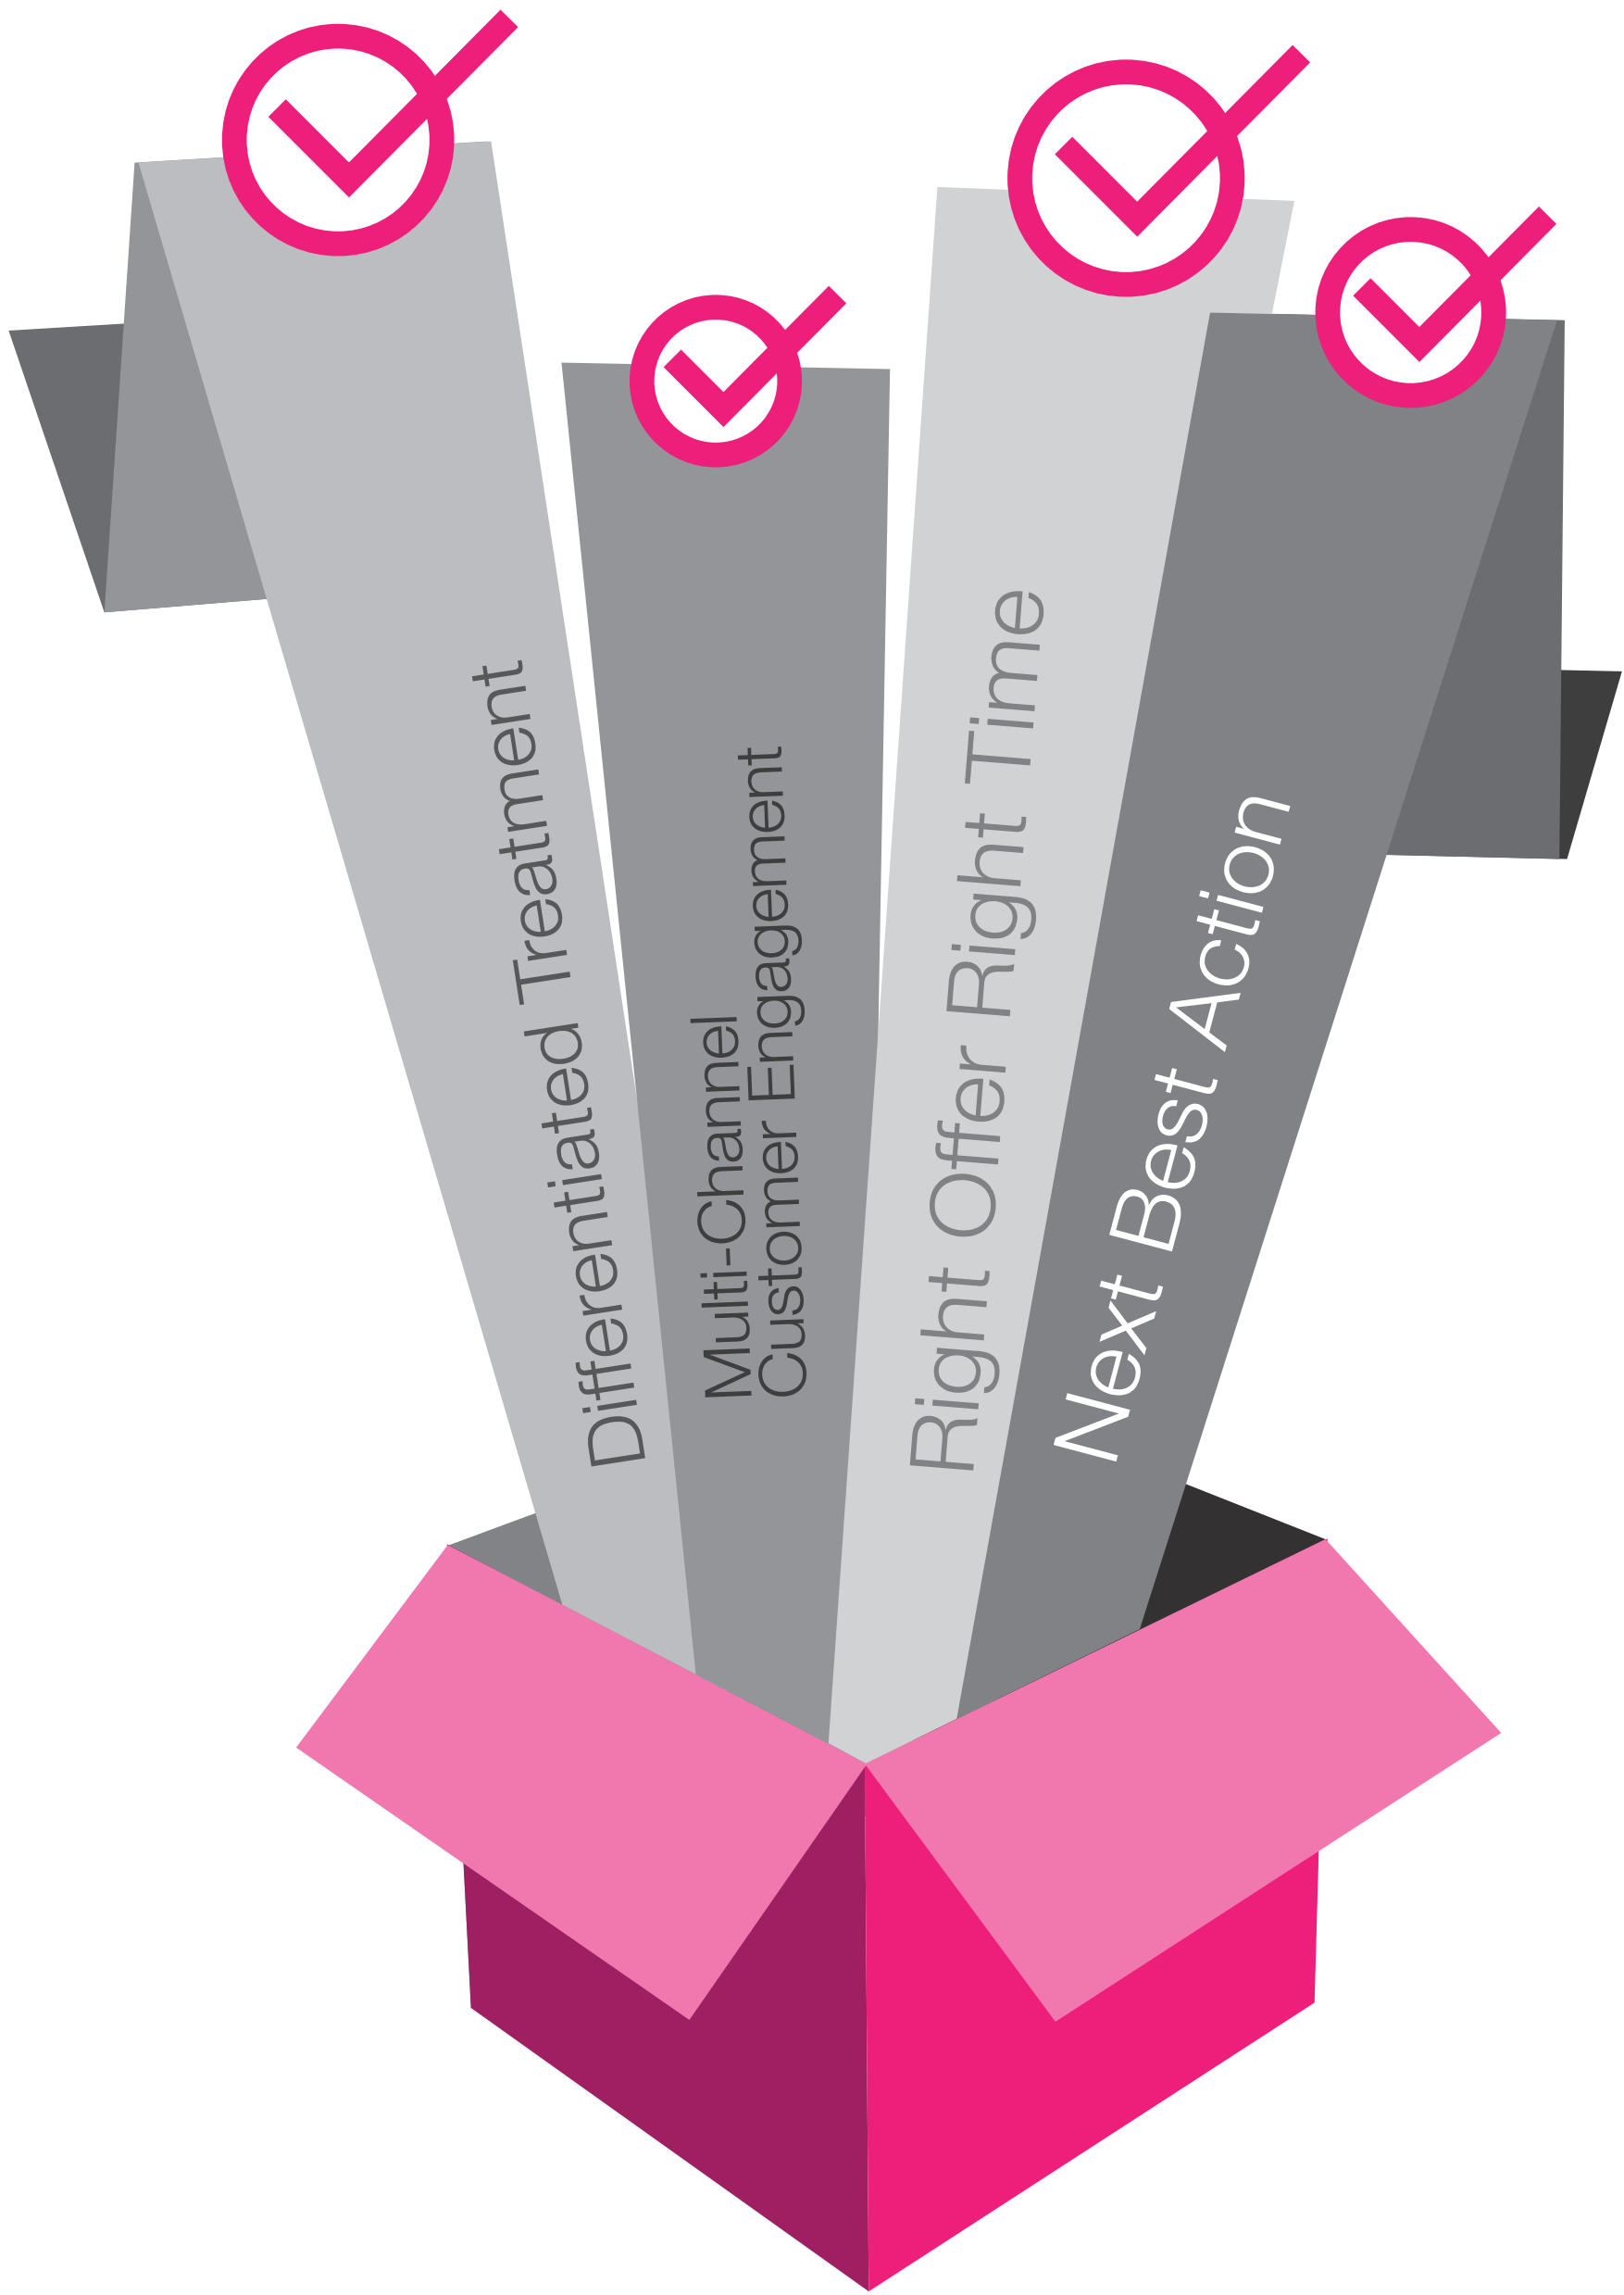 Differentiated Treatment
Multi-Channel
Customer Engagement
Right Offer Right Time
Next Best Action